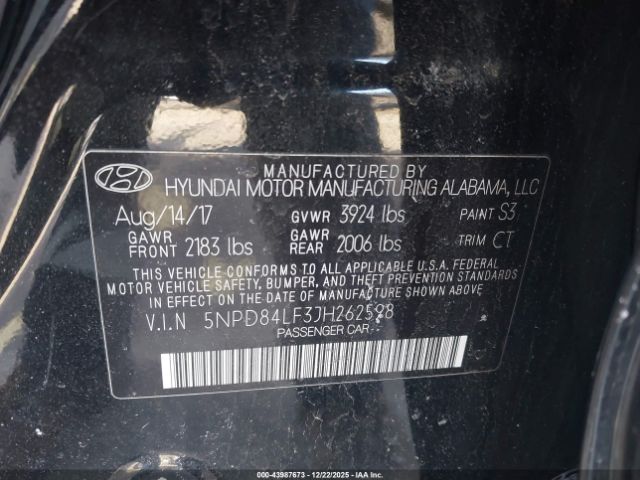 MANUFACTURED BY
HYUNDAI MOTOR MANUFACTURING ALABAMA, LLC
Aug/14/17 GVWR 3924 lbs PAINT S3
GAWR FRONT 2183 lbs GAWR REAR 2006 lbs TRIM CT
THIS VEHICLE CONFORMS TO ALL APPLICABLE U.S.A. FEDERAL
MOTOR VEHICLE SAFETY, BUMPER, AND THEFT PREVENTION STANDARDS
IN EFFECT ON THE DATE OF MANUFACTURE SHOWN ABOVE.
V.I.N 5NPD84LF3JH262598
PASSENGER CAR
000-43987673 - 12/22/2025 - IAA Inc.